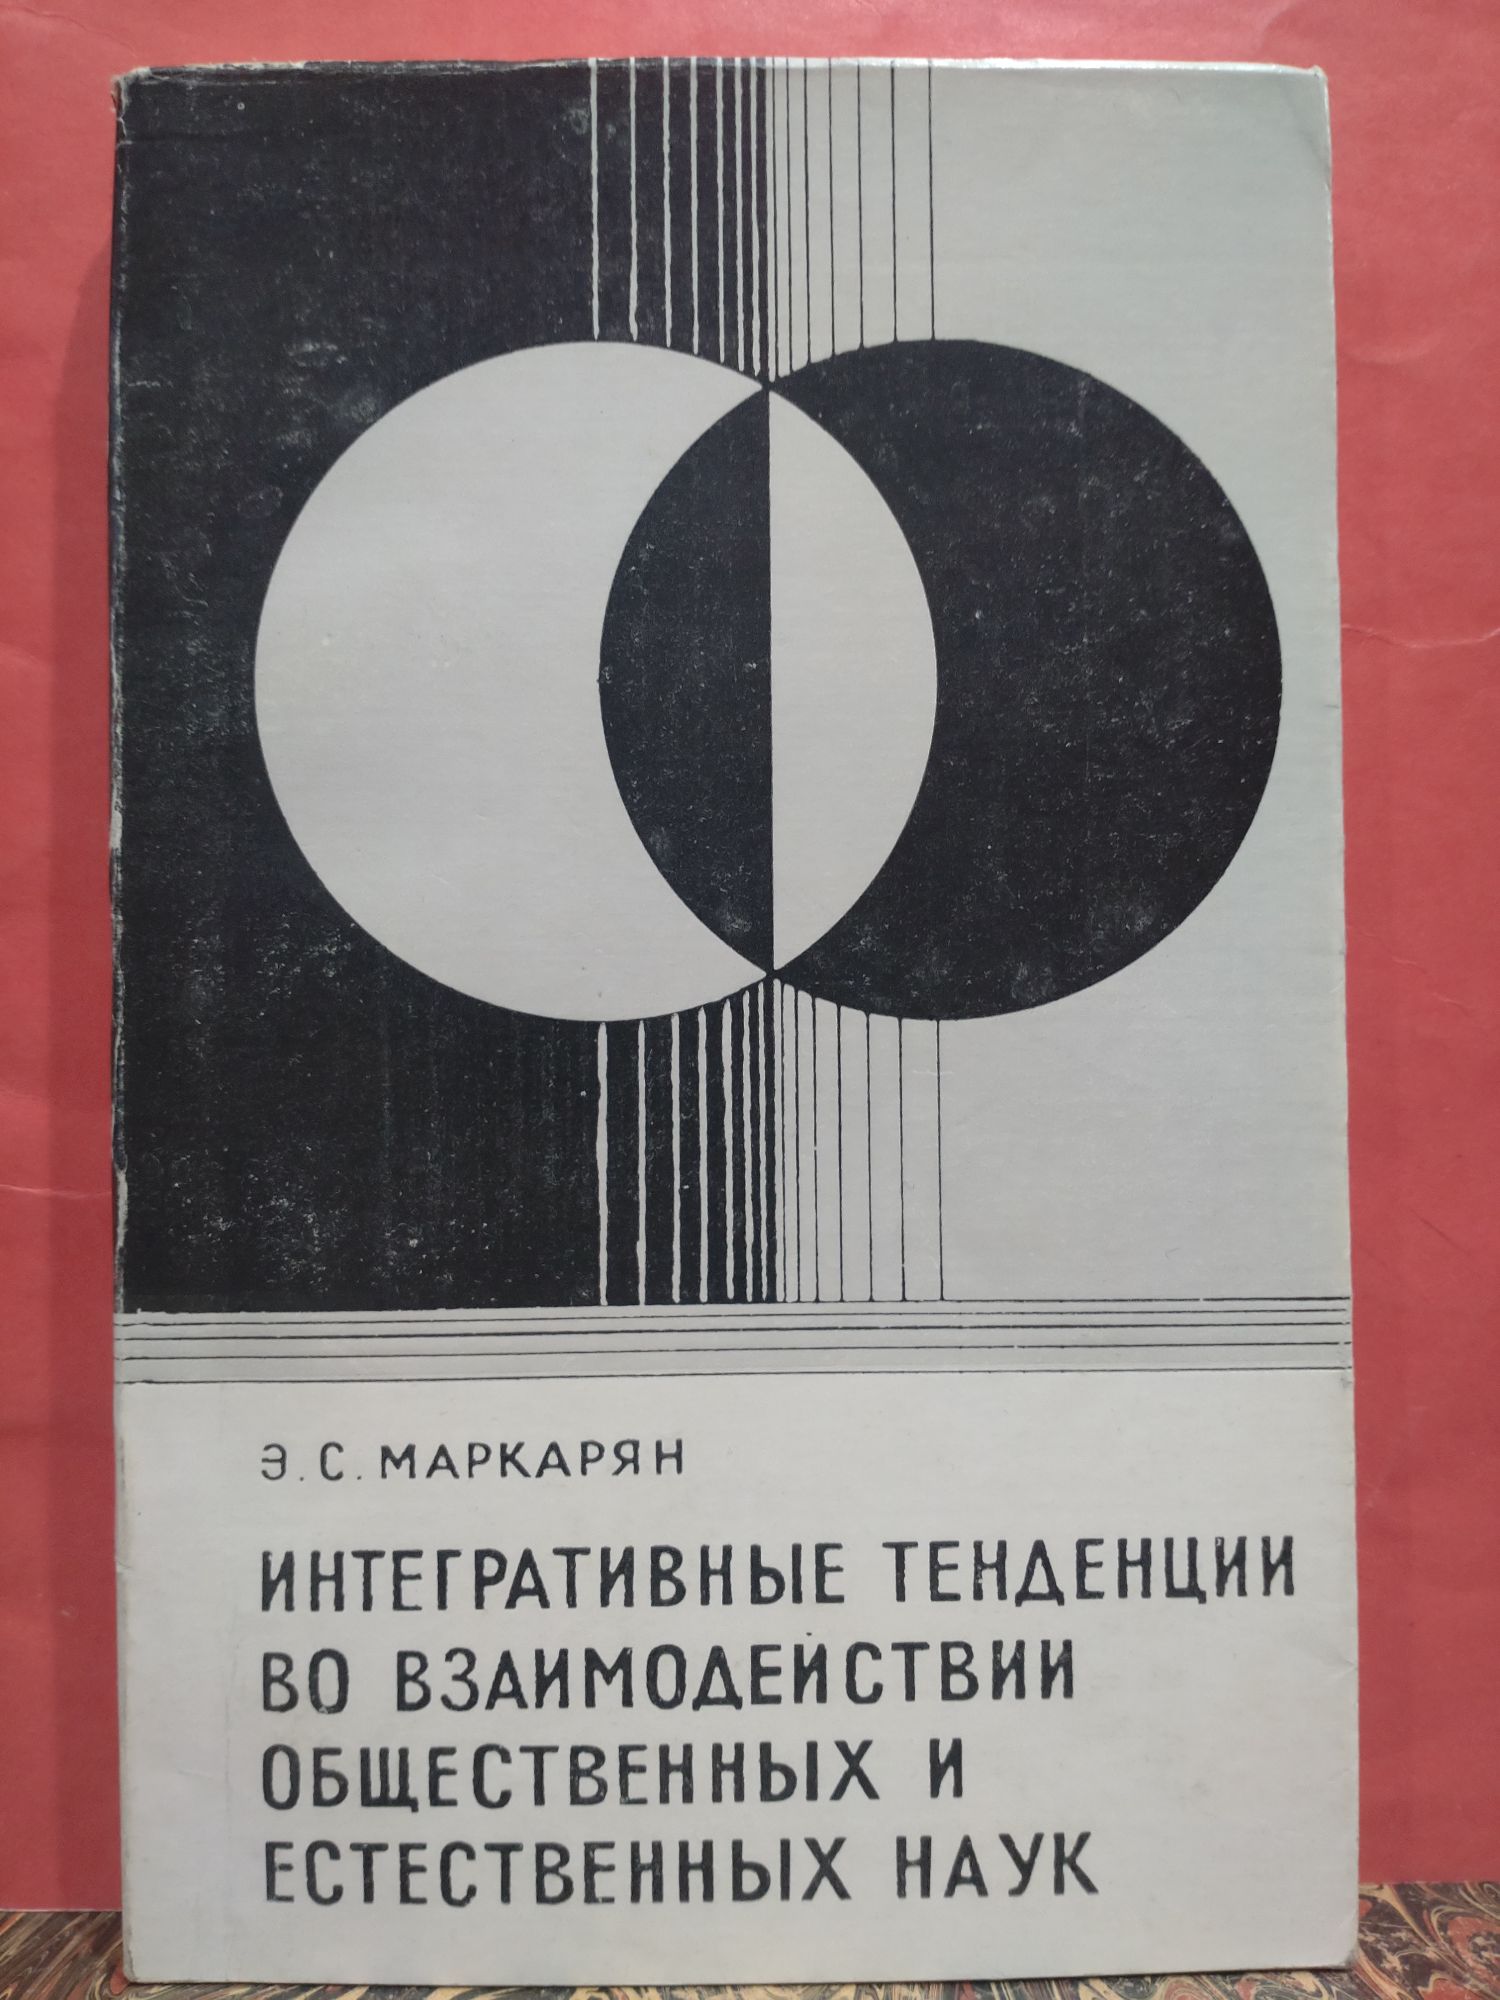 Э. С. МАРКАРЯН
ИНТЕГРАТИВНЫЕ ТЕНДЕНЦИИ
ВО ВЗАИМОДЕЙСТВИИ
ОБЩЕСТВЕННЫХ И
ЕСТЕСТВЕННЫХ НАУК